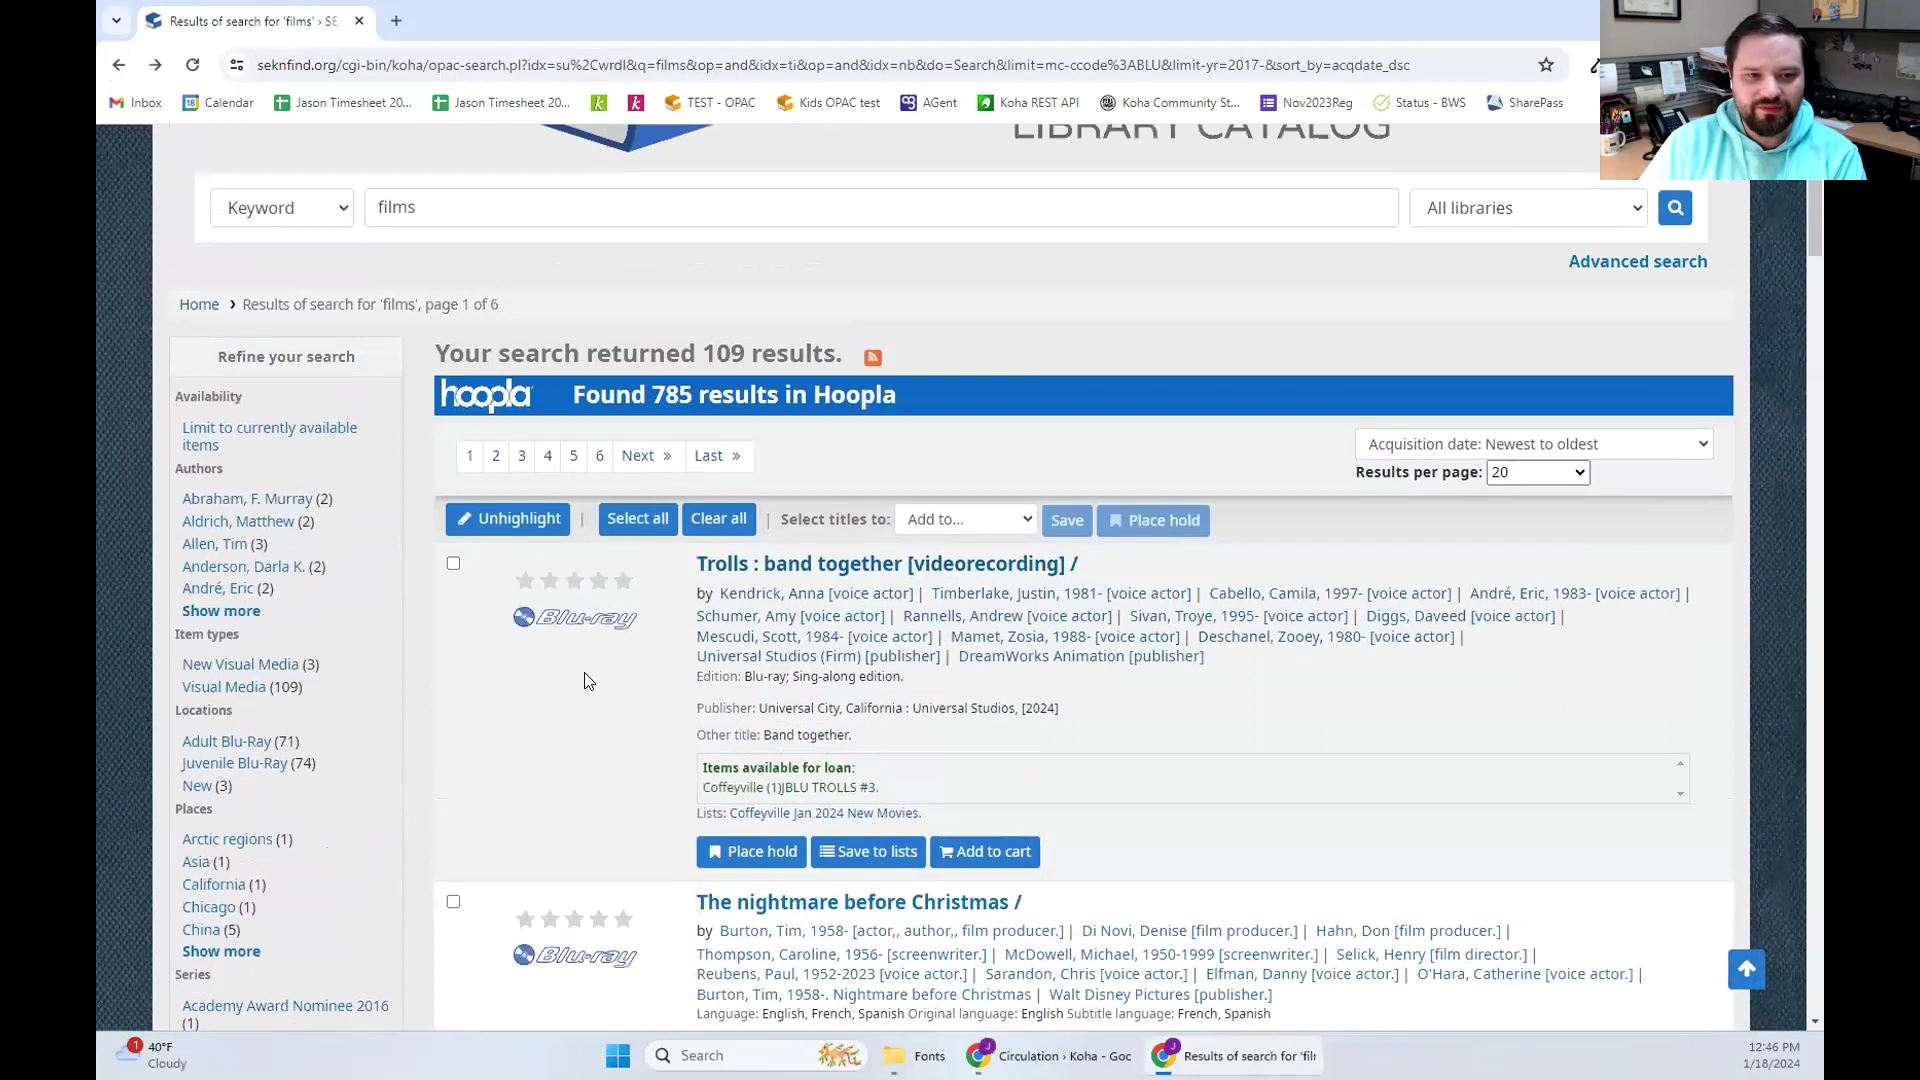 Results of search for 'films' › SE
seknfind.org/cgi-bin/koha/opac-search.pl?idx=su%2Cwrdl&q=films&op=and&idx=ti&op=and&idx=nb&do=Search&limit=mc-ccode%3ABLU&limit-yr=2017-&sort_by=acqdate_dsc
Inbox Calendar Jason Timesheet 20... Jason Timesheet 20... TEST - OPAC Kids OPAC test AGent Koha REST API Koha Community St... Nov2023Reg Status - BWS SharePass
LIBRARY CATALOG
Keyword films All libraries
Advanced search
Home › Results of search for 'films', page 1 of 6
Refine your search
Availability
Limit to currently available
items
Authors
Abraham, F. Murray (2)
Aldrich, Matthew (2)
Allen, Tim (3)
Anderson, Darla K. (2)
André, Eric (2)
Show more
Item types
New Visual Media (3)
Visual Media (109)
Locations
Adult Blu-Ray (71)
Juvenile Blu-Ray (74)
New (3)
Places
Arctic regions (1)
Asia (1)
California (1)
Chicago (1)
China (5)
Show more
Series
Academy Award Nominee 2016
(1)
Your search returned 109 results.
hoopla Found 785 results in Hoopla
1 2 3 4 5 6 Next » Last »
Acquisition date: Newest to oldest
Results per page: 20
Unhighlight | Select all Clear all | Select titles to: Add to... Save Place hold
Trolls : band together [videorecording] /
Blu-ray
by Kendrick, Anna [voice actor] | Timberlake, Justin, 1981- [voice actor] | Cabello, Camila, 1997- [voice actor] | André, Eric, 1983- [voice actor] |
Schumer, Amy [voice actor] | Rannells, Andrew [voice actor] | Sivan, Troye, 1995- [voice actor] | Diggs, Daveed [voice actor] |
Mescudi, Scott, 1984- [voice actor] | Mamet, Zosia, 1988- [voice actor] | Deschanel, Zooey, 1980- [voice actor] |
Universal Studios (Firm) [publisher] | DreamWorks Animation [publisher]
Edition: Blu-ray; Sing-along edition.
Publisher: Universal City, California : Universal Studios, [2024]
Other title: Band together.
Items available for loan:
Coffeyville (1)JBLU TROLLS #3.
Lists: Coffeyville Jan 2024 New Movies.
Place hold Save to lists Add to cart
The nightmare before Christmas /
Blu-ray
by Burton, Tim, 1958- [actor,, author,, film producer.] | Di Novi, Denise [film producer.] | Hahn, Don [film producer.] |
Thompson, Caroline, 1956- [screenwriter.] | McDowell, Michael, 1950-1999 [screenwriter.] | Selick, Henry [film director.] |
Reubens, Paul, 1952-2023 [voice actor.] | Sarandon, Chris [voice actor.] | Elfman, Danny [voice actor.] | O'Hara, Catherine [voice actor.] |
Burton, Tim, 1958-. Nightmare before Christmas | Walt Disney Pictures [publisher.]
Language: English, French, Spanish Original language: English Subtitle language: French, Spanish
1 40°F
Cloudy
Search
Fonts
Circulation › Koha - Goo
Results of search for 'fil
12:46 PM
1/18/2024